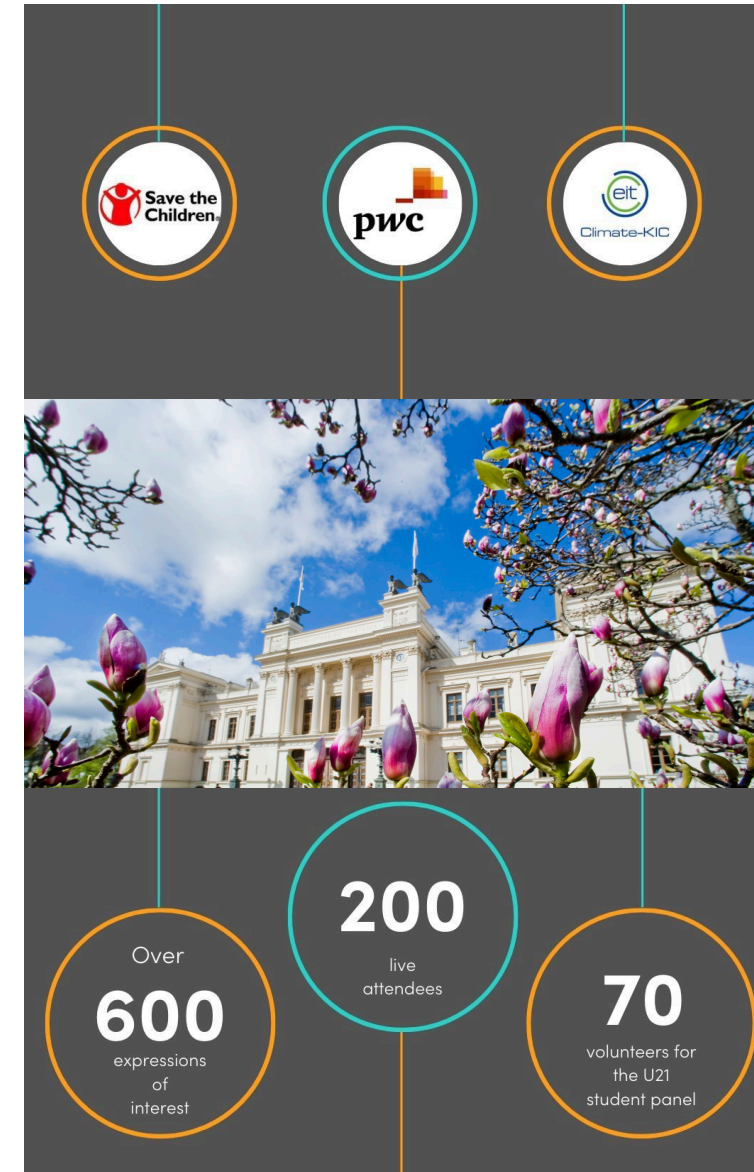 Save the
Children®
pwc
eit
Climate-KIC
Over
600
expressions
of
interest
200
live
attendees
70
volunteers for
the U21
student panel